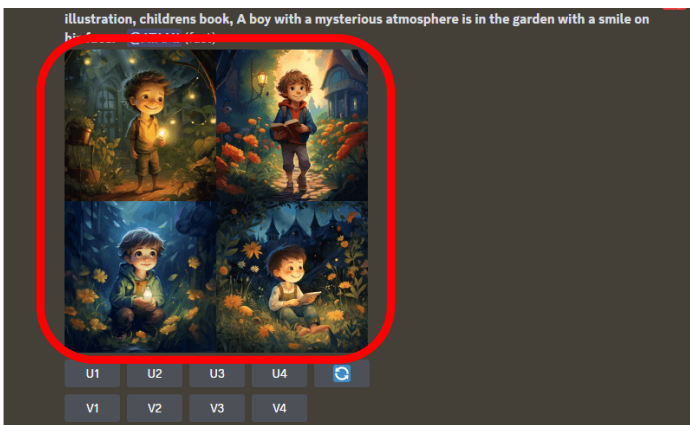 illustration, childrens book, A boy with a mysterious atmosphere is in the garden with a smile on
U1 U2 U3 U4
V1 V2 V3 V4